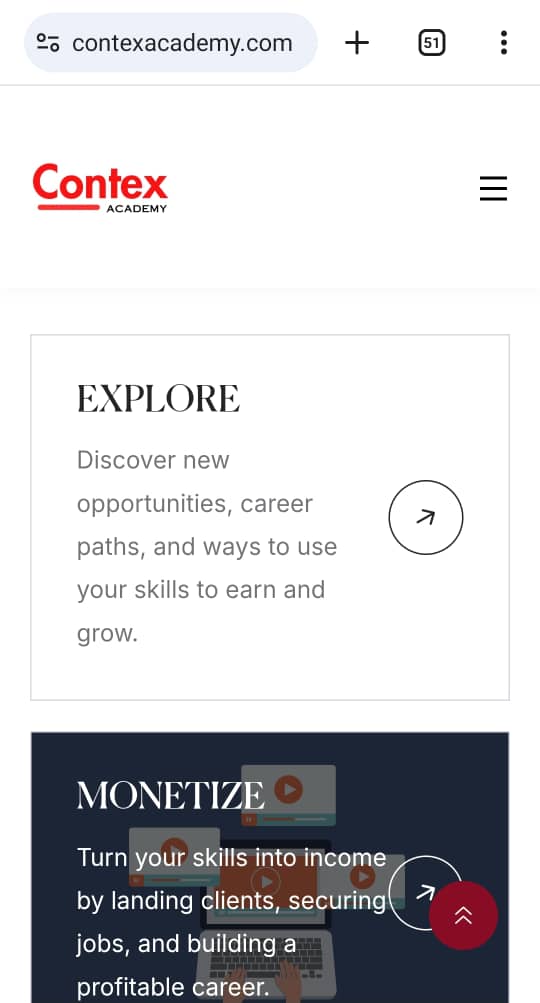 contexacademy.com
51
Contex
ACADEMY
EXPLORE
Discover new
opportunities, career
paths, and ways to use
your skills to earn and
grow.
MONETIZE
Turn your skills into income
by landing clients, securing
jobs, and building a
profitable career.